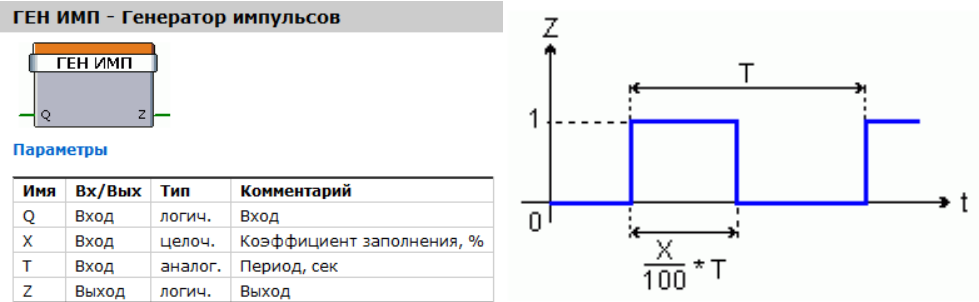 ГЕН ИМП - Генератор импульсов
ГЕН ИМП
Q Z
Параметры
Имя Вх/Вых Тип Комментарий
Q Вход логич. Вход
X Вход целоч. Коэффициент заполнения, %
T Вход аналог. Период, сек
Z Выход логич. Выход
Z
T
1
0
t
X
100 * T